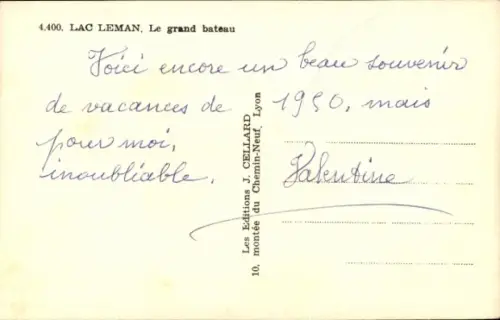 4.400. LAC LEMAN, Le grand bateau
Voici encore un beau souvenir
de vacances de 1950, mais
pour moi,
inoubliable.
Valentine
Les Editions J. CELLARD
10, montée du Chemin-Neuf, Lyon